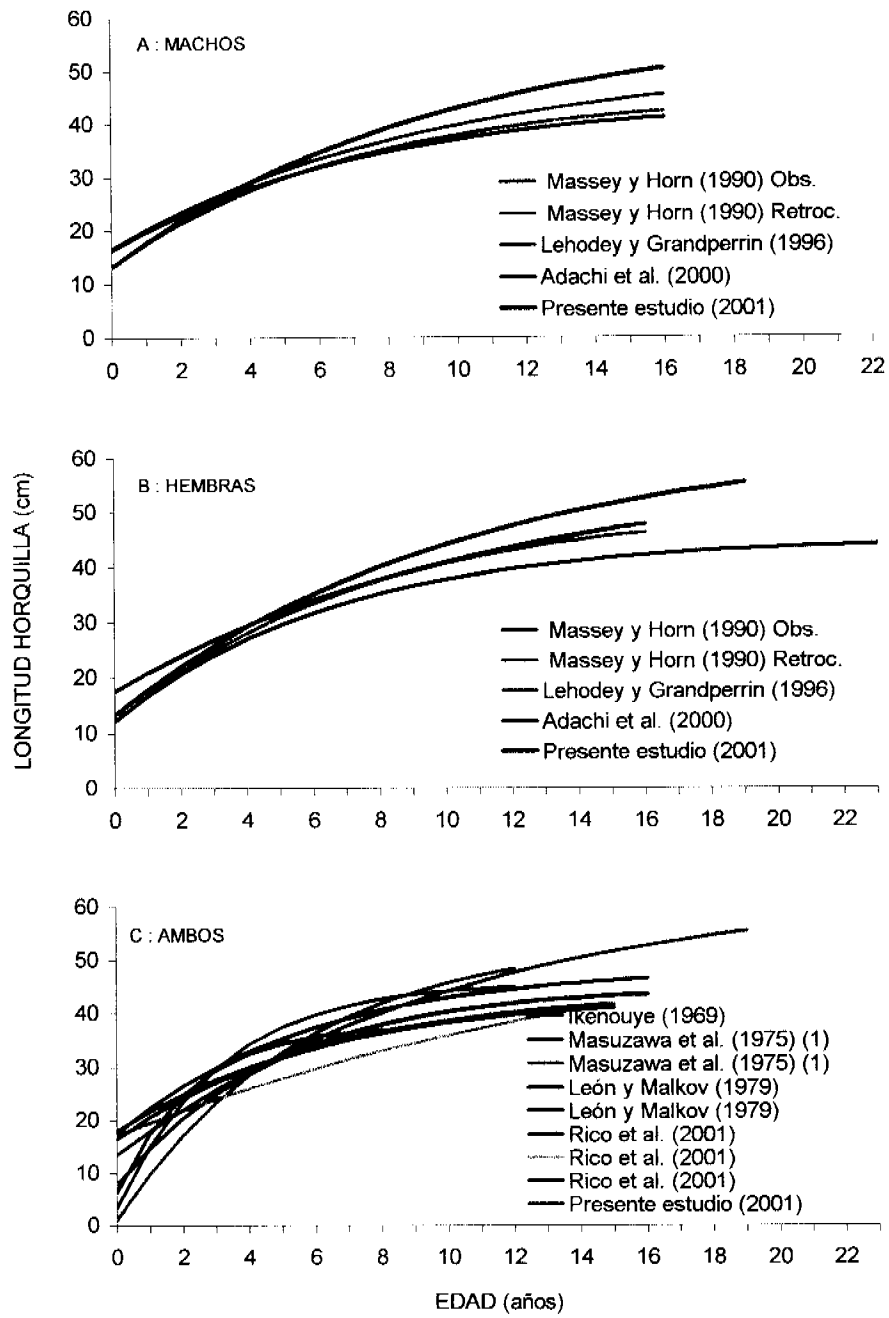 60
50
40
30
20
10
0
A : MACHOS
Massey y Horn (1990) Obs.
Massey y Horn (1990) Retroc.
Lehodey y Grandperrin (1996)
Adachi et al. (2000)
Presente estudio (2001)
0 2 4 6 8 10 12 14 16 18 20 22
LONGITUD HORQUILLA (cm)
60
50
40
30
20
10
0
B : HEMBRAS
Massey y Horn (1990) Obs.
Massey y Horn (1990) Retroc.
Lehodey y Grandperrin (1996)
Adachi et al. (2000)
Presente estudio (2001)
0 2 4 6 8 10 12 14 16 18 20 22
60
50
40
30
20
10
0
C : AMBOS
Ikenouye (1969)
Masuzawa et al. (1975) (1)
Masuzawa et al. (1975) (1)
León y Malkov (1979)
León y Malkov (1979)
Rico et al. (2001)
Rico et al. (2001)
Rico et al. (2001)
Presente estudio (2001)
0 2 4 6 8 10 12 14 16 18 20 22
EDAD (años)